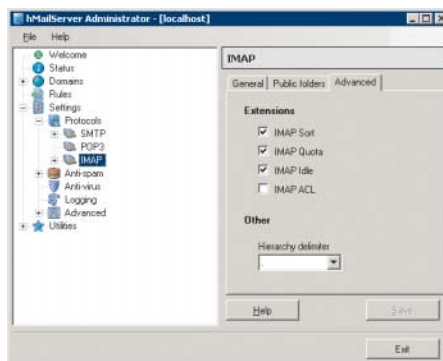 hMailServer Administrator - [localhost]
File Help
Welcome
Status
Domains
Rules
Settings
Protocols
SMTP
POP3
IMAP
Anti-spam
Anti-virus
Logging
Advanced
Utilities
IMAP
General Public folders Advanced
Extensions
IMAP Sort
IMAP Quota
IMAP Idle
IMAP ACL
Other
Hierarchy delimiter
.
Help Save
Exit